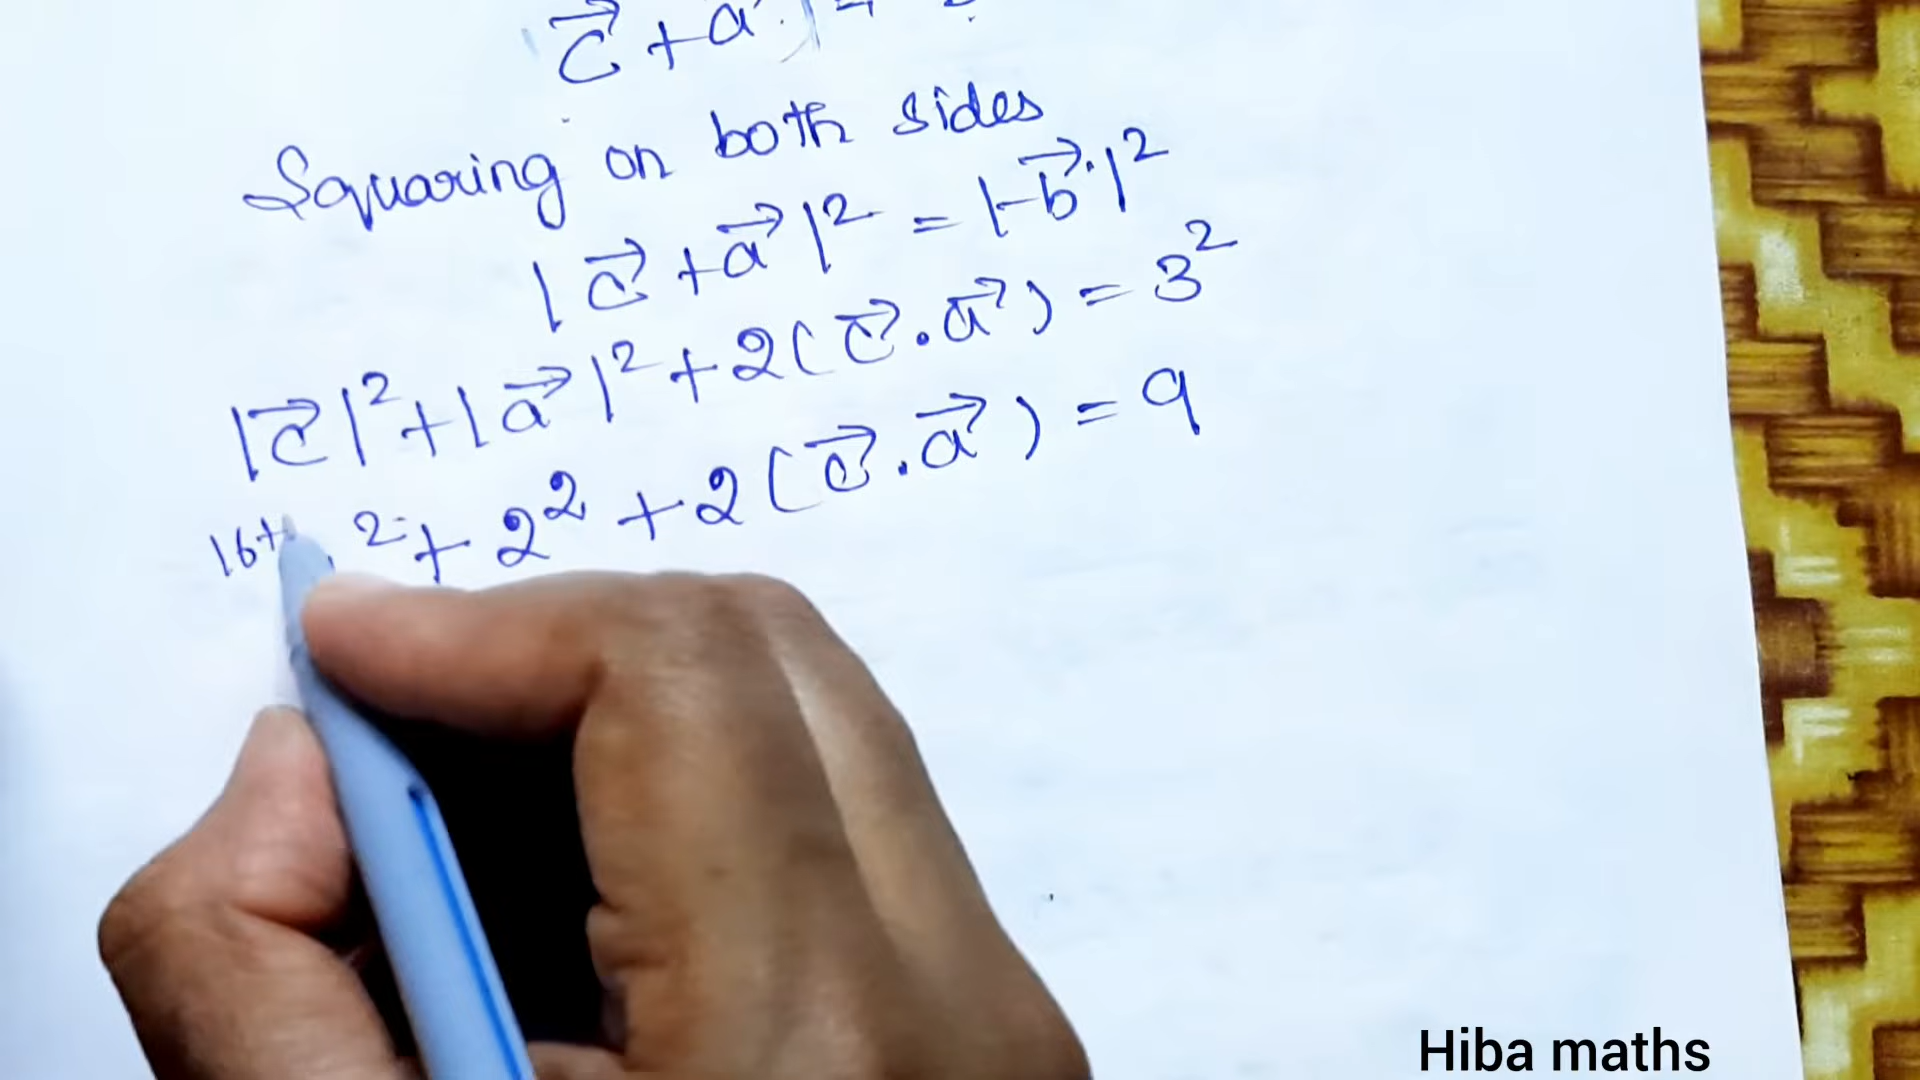 c⃗ + a⃗
Squaring on both sides
|c⃗ + a⃗|² = |-b⃗|²
|c⃗|² + |a⃗|² + 2(c⃗ . a⃗) = 3²
² + 2² + 2(c⃗ . a⃗) = 9
16+
Hiba maths